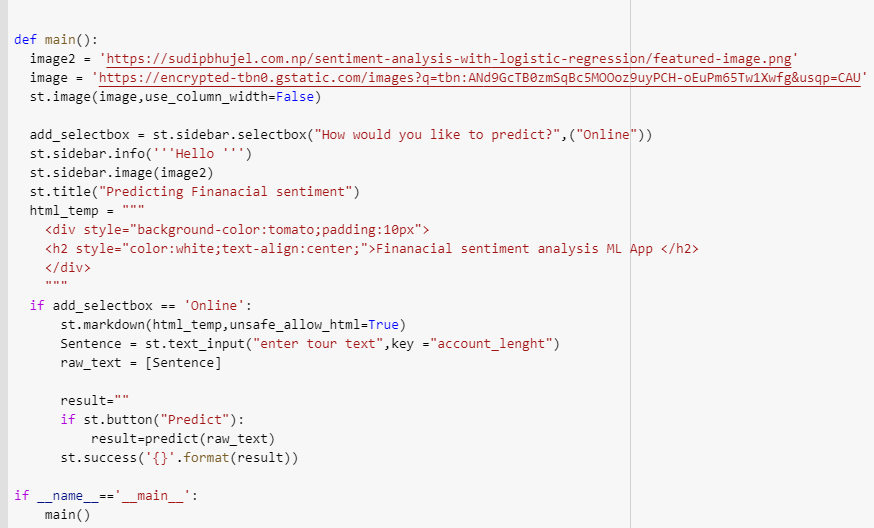 def main():
  image2 = 'https://sudipbhujel.com.np/sentiment-analysis-with-logistic-regression/featured-image.png'
  image = 'https://encrypted-tbn0.gstatic.com/images?q=tbn:ANd9GcTB0zmSqBc5MOOoz9uyPCH-oEuPm65Tw1Xwfg&usqp=CAU'
  st.image(image,use_column_width=False)

  add_selectbox = st.sidebar.selectbox("How would you like to predict?",("Online"))
  st.sidebar.info('''Hello ''')
  st.sidebar.image(image2)
  st.title("Predicting Finanacial sentiment")
  html_temp = """
    <div style="background-color:tomato;padding:10px">
    <h2 style="color:white;text-align:center;">Finanacial sentiment analysis ML App </h2>
    </div>
    """
  if add_selectbox == 'Online':
      st.markdown(html_temp,unsafe_allow_html=True)
      Sentence = st.text_input("enter tour text",key ="account_lenght")
      raw_text = [Sentence]

      result=""
      if st.button("Predict"):
          result=predict(raw_text)
      st.success('{}'.format(result))

if __name__=='__main__':
    main()